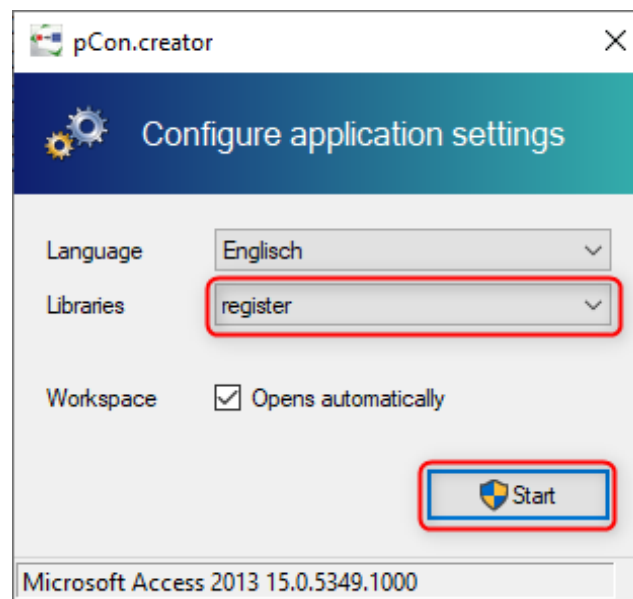 pCon.creator
Configure application settings
Language Englisch
Libraries register
Workspace Opens automatically
Start
Microsoft Access 2013 15.0.5349.1000